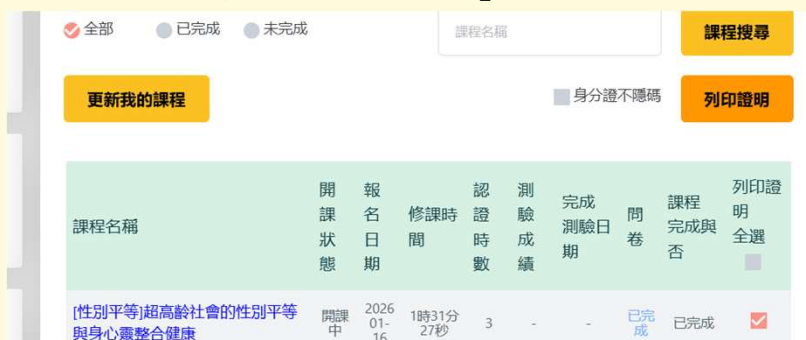 全部 已完成 未完成 課程名稱 課程搜尋
更新我的課程 身分證不隱碼 列印證明
課程名稱 開課狀態 報名日期 修課時間 認證時數 測驗成績 完成測驗日期 問卷 課程完成與否 列印證明全選
[性別平等]超高齡社會的性別平等與身心靈整合健康 開課中 2026-01-16 1時31分27秒 3 - - 已完成 已完成